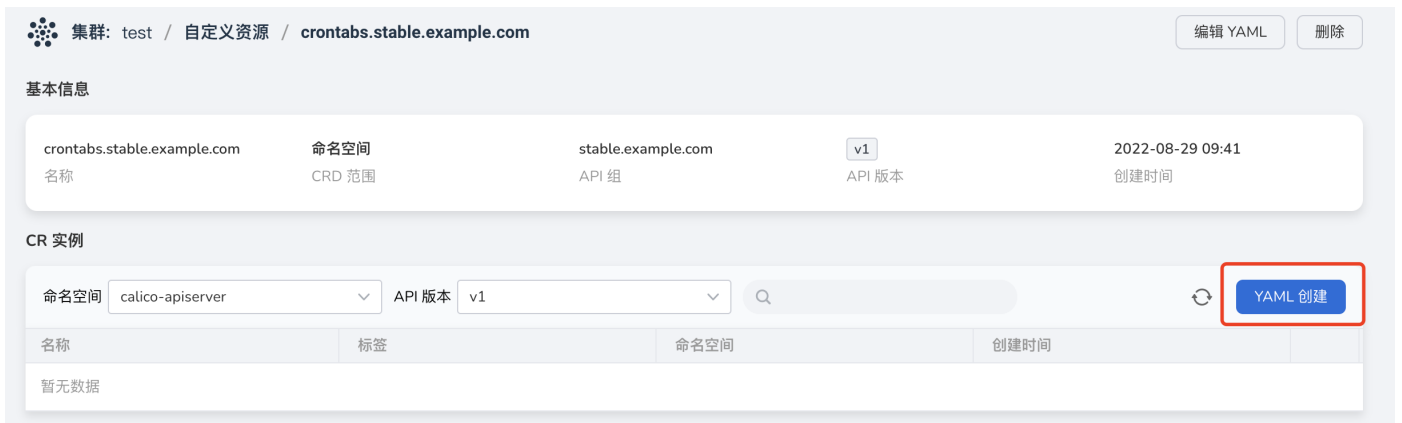 集群: test / 自定义资源 / crontabs.stable.example.com 编辑 YAML 删除
基本信息
crontabs.stable.example.com 命名空间 stable.example.com v1 2022-08-29 09:41
名称 CRD 范围 API 组 API 版本 创建时间
CR 实例
命名空间 calico-apiserver API 版本 v1 YAML 创建
名称 标签 命名空间 创建时间
暂无数据